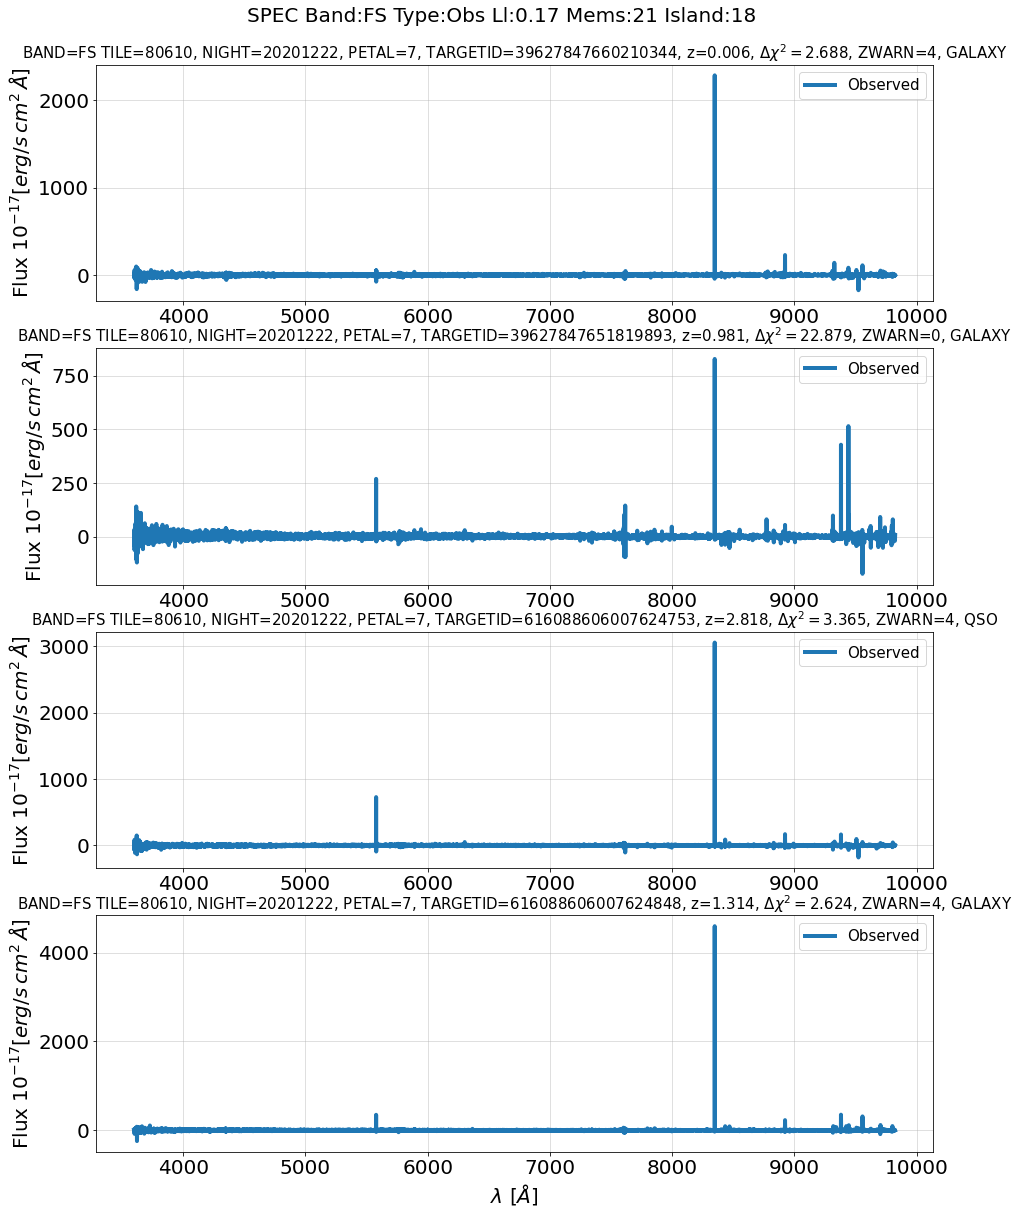 SPEC Band:FS Type:Obs Ll:0.17 Mems:21 Island:18
BAND=FS TILE=80610, NIGHT=20201222, PETAL=7, TARGETID=39627847660210344, z=0.006, Δχ² = 2.688, ZWARN=4, GALAXY
Flux 10⁻¹⁷[erg/s cm² Å]
2000
1000
0
Observed
4000 5000 6000 7000 8000 9000 10000
BAND=FS TILE=80610, NIGHT=20201222, PETAL=7, TARGETID=39627847651819893, z=0.981, Δχ² = 22.879, ZWARN=0, GALAXY
Flux 10⁻¹⁷[erg/s cm² Å]
750
500
250
0
Observed
4000 5000 6000 7000 8000 9000 10000
BAND=FS TILE=80610, NIGHT=20201222, PETAL=7, TARGETID=616088606007624753, z=2.818, Δχ² = 3.365, ZWARN=4, QSO
Flux 10⁻¹⁷[erg/s cm² Å]
3000
2000
1000
0
Observed
4000 5000 6000 7000 8000 9000 10000
BAND=FS TILE=80610, NIGHT=20201222, PETAL=7, TARGETID=616088606007624848, z=1.314, Δχ² = 2.624, ZWARN=4, GALAXY
Flux 10⁻¹⁷[erg/s cm² Å]
4000
2000
0
Observed
4000 5000 6000 7000 8000 9000 10000
λ [Å]